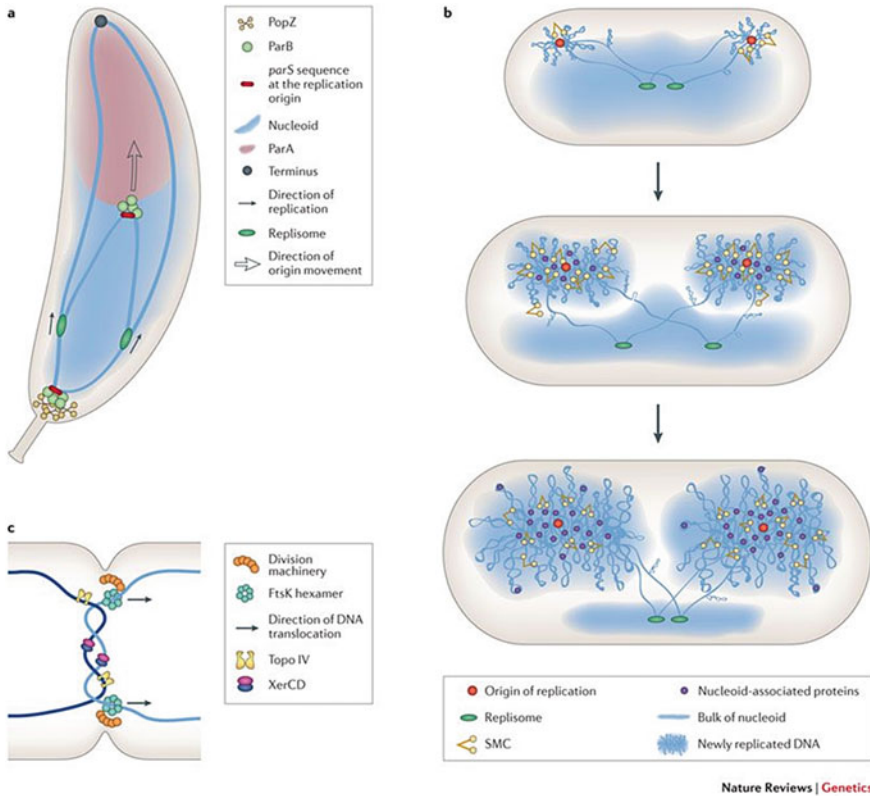 a
PopZ
ParB
parS sequence
at the replication
origin
Nucleoid
ParA
Terminus
Direction of
replication
Replisome
Direction of
origin movement
b
c
Division
machinery
FtsK hexamer
Direction of DNA
translocation
Topo IV
XerCD
Origin of replication
Replisome
SMC
Nucleoid-associated proteins
Bulk of nucleoid
Newly replicated DNA
Nature Reviews | Genetics